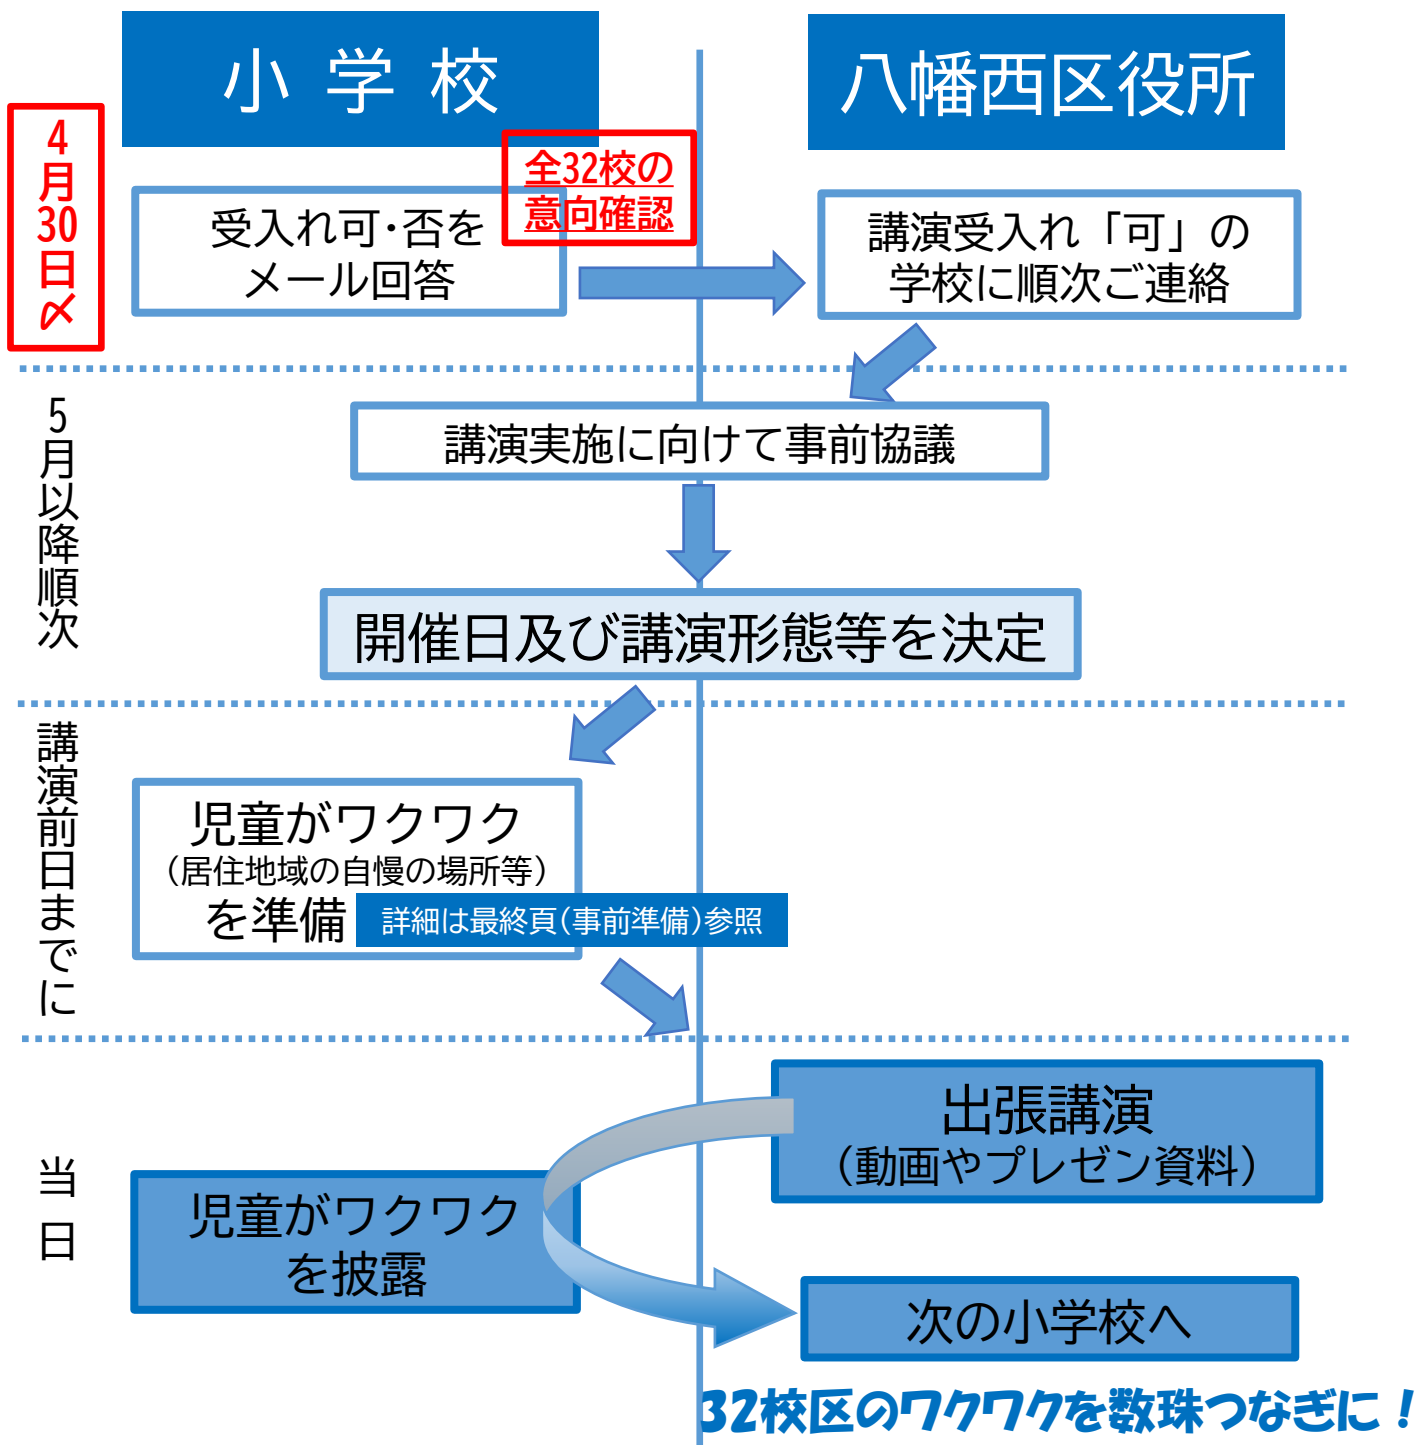 小学校
八幡西区役所
4月30日〆
全32校の
意向確認
受入れ可･否を
メール回答
講演受入れ「可」の
学校に順次ご連絡
5月以降順次
講演実施に向けて事前協議
開催日及び講演形態等を決定
講演前日までに
児童がワクワク
（居住地域の自慢の場所等）
を準備
詳細は最終頁（事前準備）参照
当日
出張講演
（動画やプレゼン資料）
児童がワクワク
を披露
次の小学校へ
32校区のワクワクを数珠つなぎに！